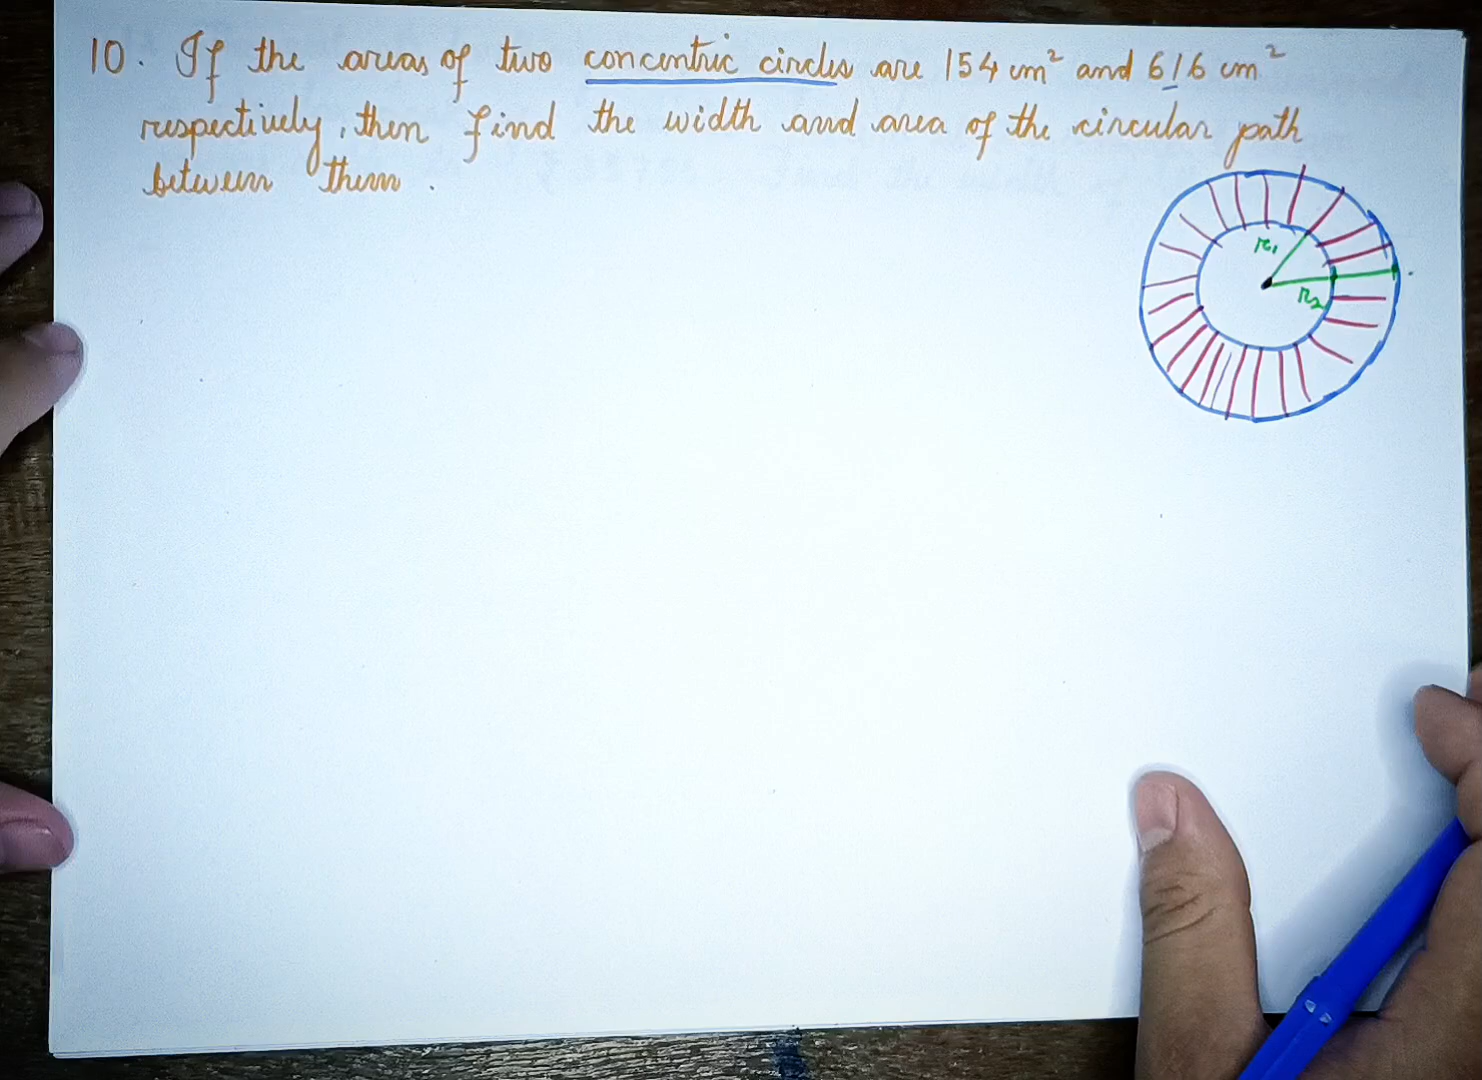 10. If the areas of two concentric circles are 154 cm² and 616 cm²
respectively, then find the width and area of the circular path
between them.
r₁
r₂